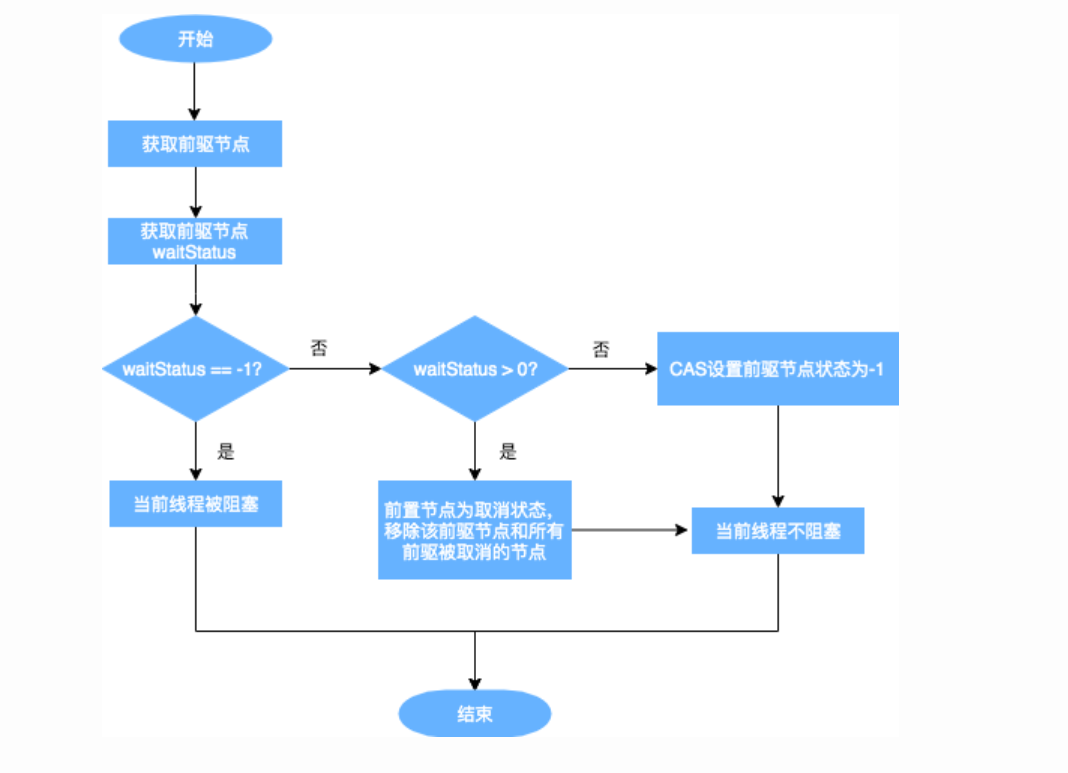 开始
获取前驱节点
获取前驱节点
waitStatus
waitStatus == -1?
否
waitStatus > 0?
否
CAS设置前驱节点状态为-1
是
是
当前线程被阻塞
前置节点为取消状态，
移除该前驱节点和所有
前驱被取消的节点
当前线程不阻塞
结束